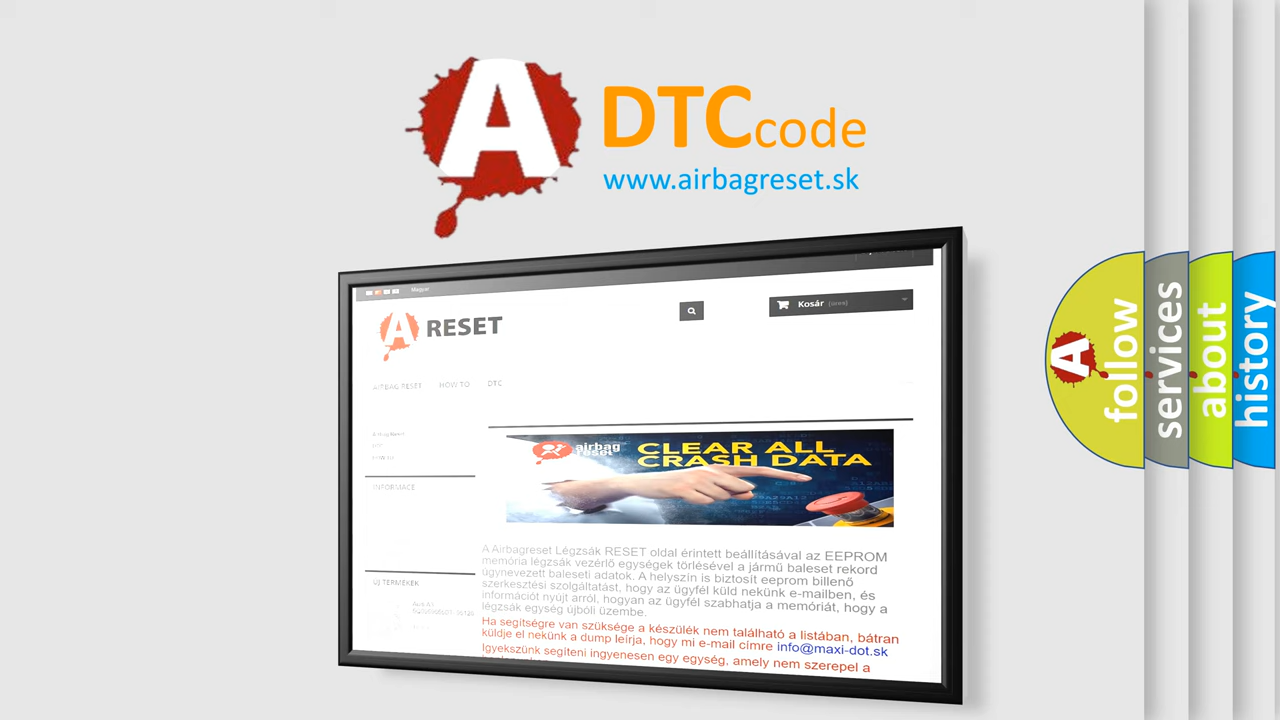 A
DTCcode
www.airbagreset.sk
Magyar
Kosár
A RESET
AIRBAG RESET HOW TO DTC
INFORMACE
airbag
reset
CLEAR ALL
CRASH DATA
A Airbagreset Légzsák RESET oldal érintett beállításával az EEPROM
memória légzsák vezérlő egységek törlésével a jármű baleset rekord
úgynevezett baleseti adatok. A helyszín is biztosít eeprom billenő
szerkesztési szolgáltatást, hogy az ügyfél küld nekünk e-mailben, és
információt nyújt arról, hogyan az ügyfél szabhatja a memóriát, hogy a
légzsák egység újbóli üzembe.
Ha segítségre van szüksége a készülék nem található a listában, bátran
küldje el nekünk a dump leírja, hogy mi e-mail címre info@maxi-dot.sk
Igyekszünk segíteni ingyenesen egy egység, amely nem szerepel a
ÚJ TERMÉKEK
A
follow
services
about
history